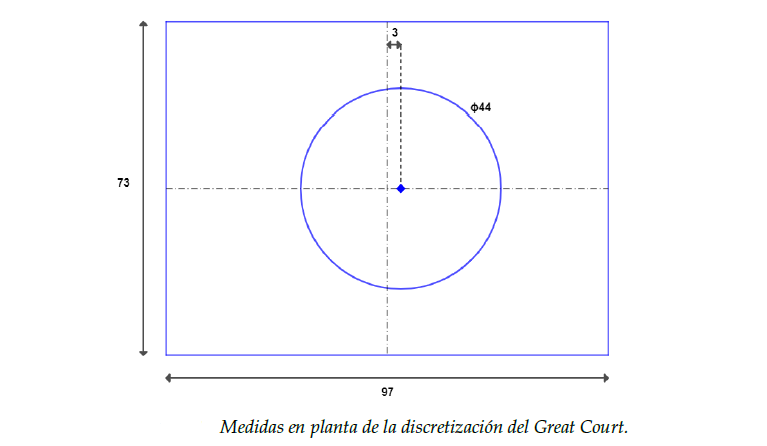 3
ϕ44
73
97
Medidas en planta de la discretización del Great Court.